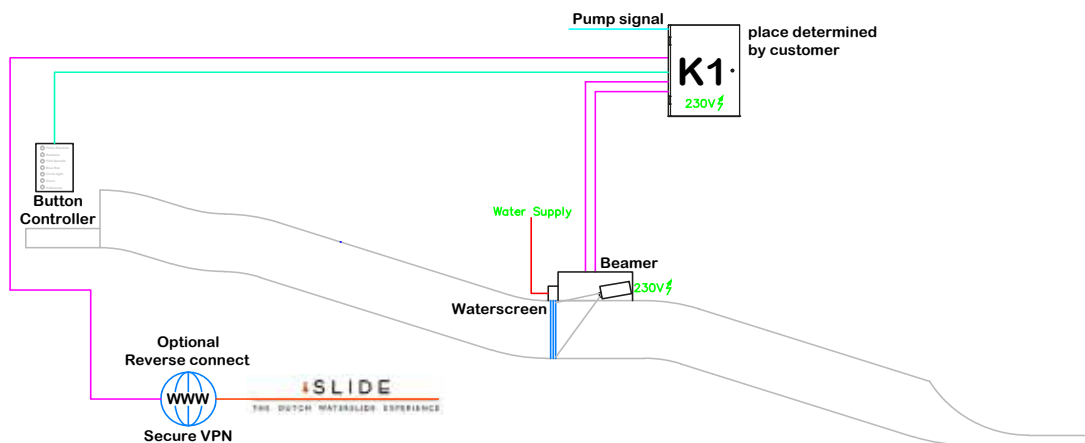 Pump signal
place determined
by customer
K1
230V
Button
Controller
Water Supply
Beamer
230V
Waterscreen
Optional
Reverse connect
WWW
Secure VPN
SLIDE
THE DUTCH WATERSLIDE EXPERIENCE